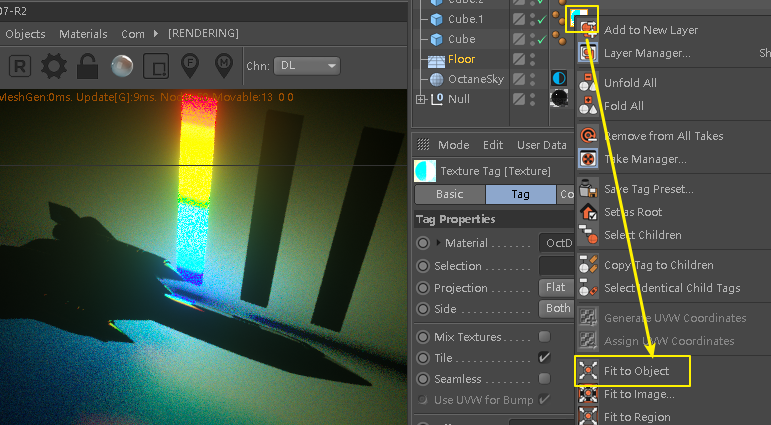 07-R2
Objects Materials Com [RENDERING]
Chn: DL
MeshGen:0ms. Update[G]:9ms. Movable:13 0 0
Cube.2
Cube.1
Cube
Floor
OctaneSky
Null
Mode Edit User Data
Texture Tag [Texture]
Basic Tag Co
Tag Properties
Material . . . . . . . OctD
Selection . . . . . .
Projection . . . . . Flat
Side . . . . . . . . . . Both
Mix Textures
Tile . . . . . . . . . .
Seamless . . . . .
Use UVW for Bump
Add to New Layer
Layer Manager... Sh
Unfold All
Fold All
Remove from All Takes
Take Manager...
Save Tag Preset...
Set as Root
Select Children
Copy Tag to Children
Select Identical Child Tags
Generate UVW Coordinates
Assign UVW Coordinates
Fit to Object
Fit to Image...
Fit to Region